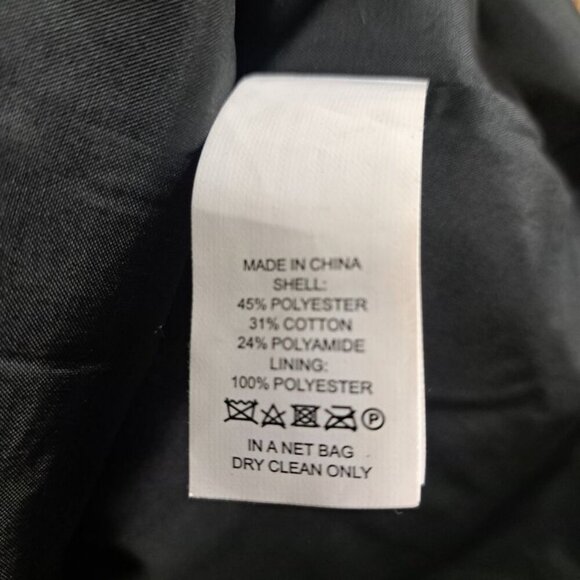 MADE IN CHINA
SHELL:
45% POLYESTER
31% COTTON
24% POLYAMIDE
LINING:
100% POLYESTER
P
IN A NET BAG
DRY CLEAN ONLY